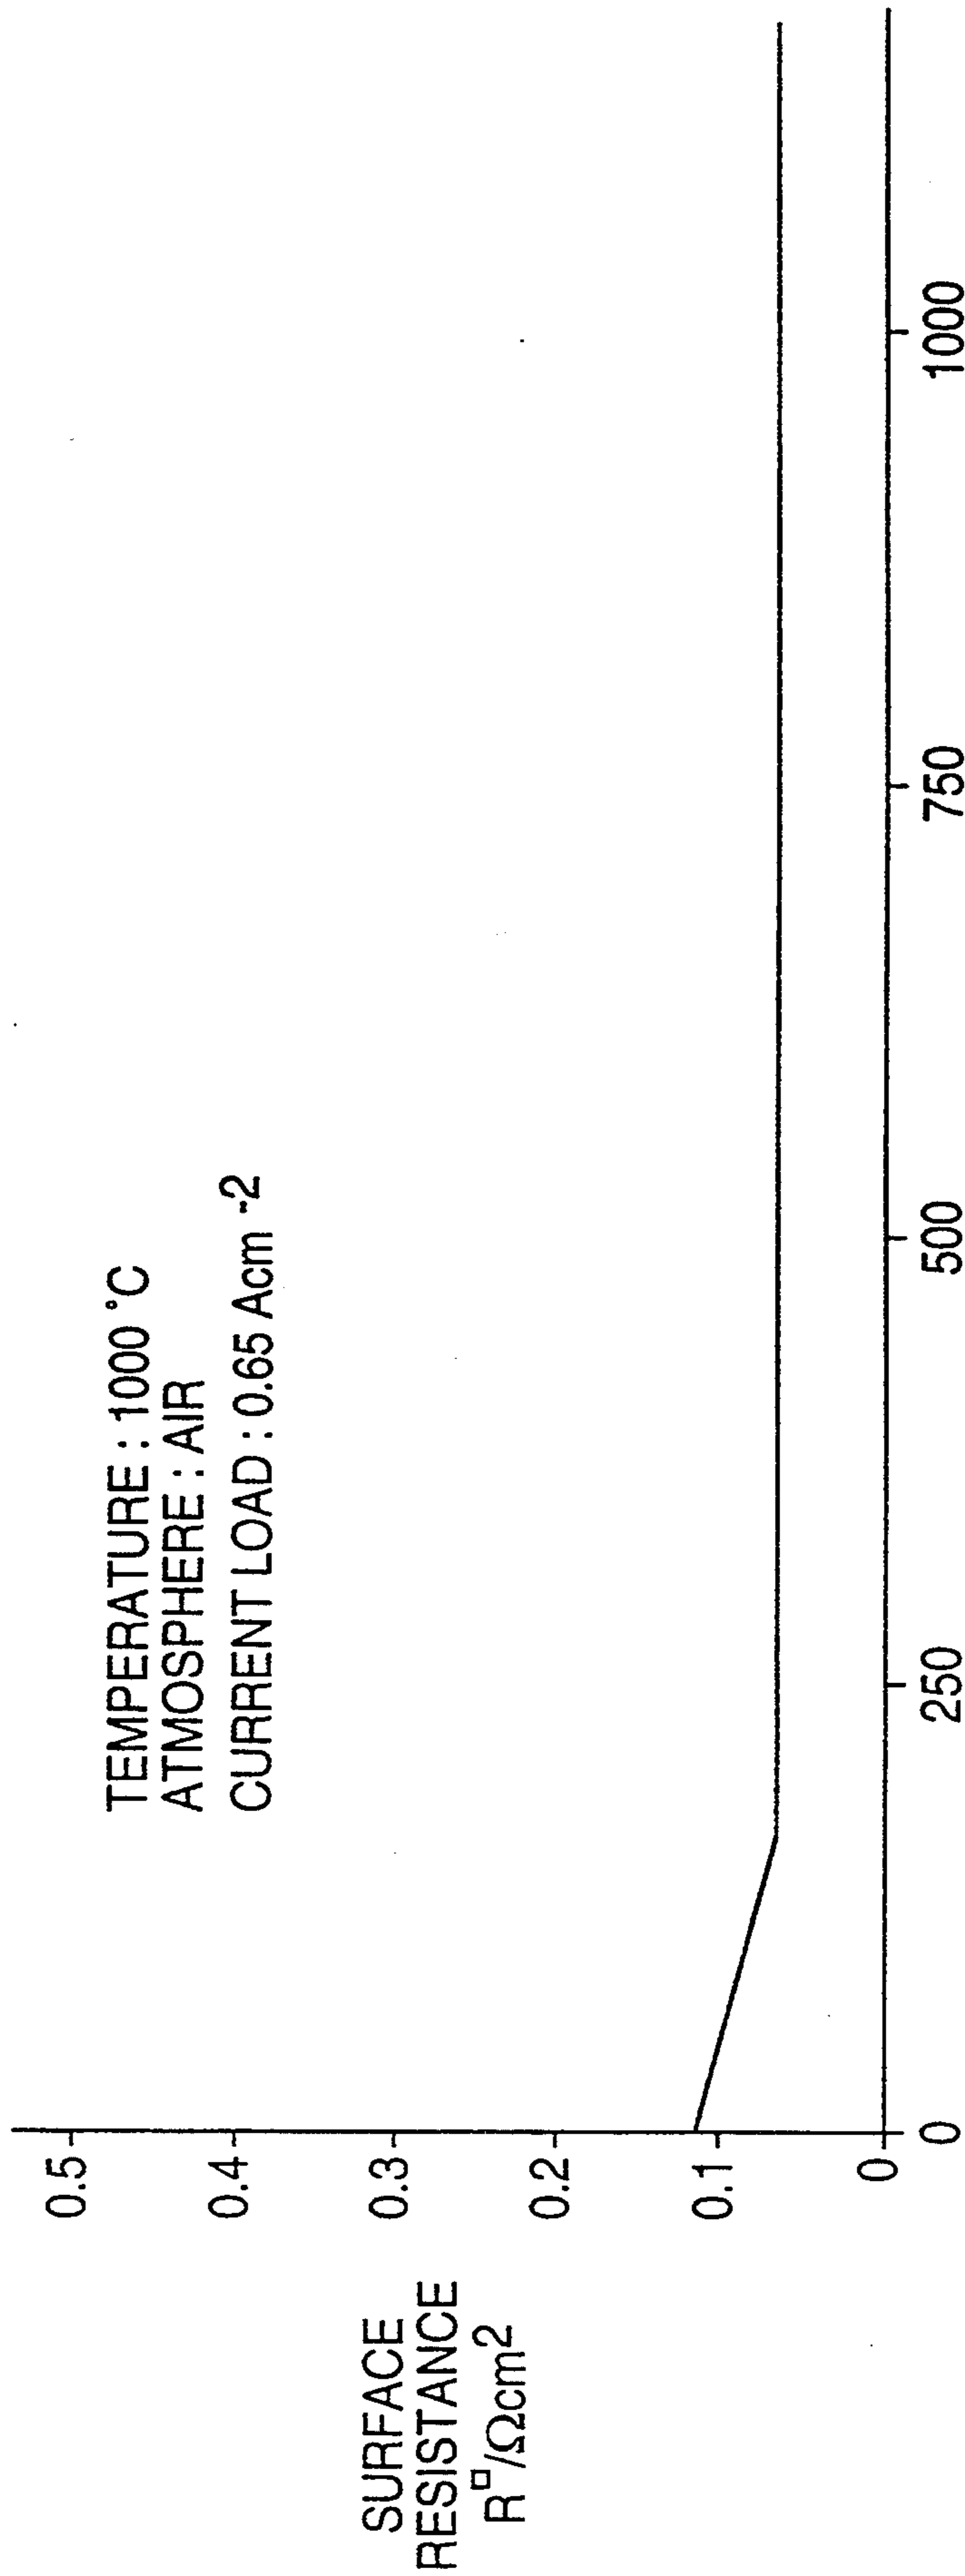 TEMPERATURE : 1000 °C
ATMOSPHERE : AIR
CURRENT LOAD : 0.65 Acm -2
SURFACE
RESISTANCE
R□/Ωcm2
0.5
0.4
0.3
0.2
0.1
0
0
250
500
750
1000